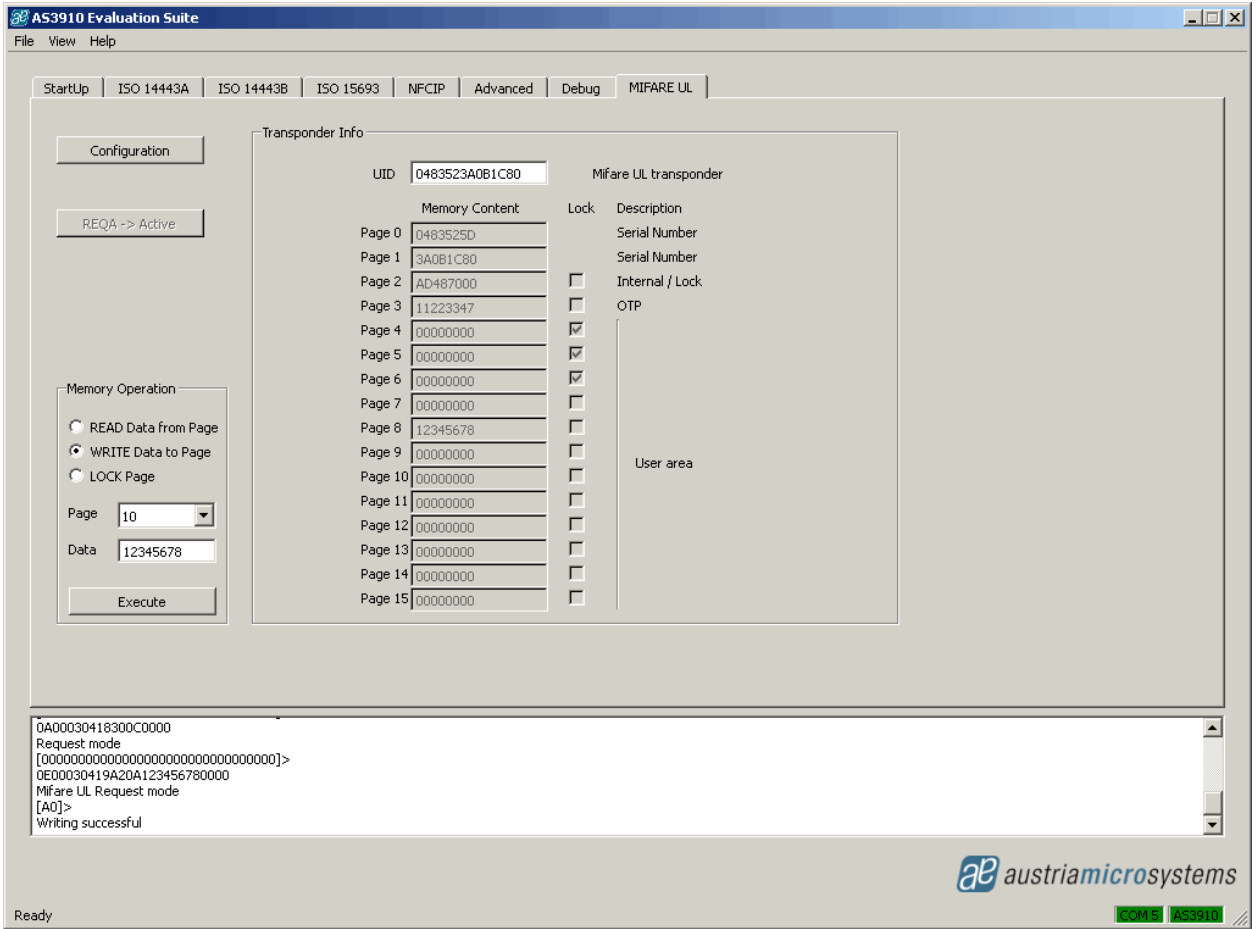 AS3910 Evaluation Suite
File View Help
StartUp ISO 14443A ISO 14443B ISO 15693 NFCIP Advanced Debug MIFARE UL
Configuration
REQA -> Active
Transponder Info
UID 0483523A0B1C80 Mifare UL transponder
Memory Content Lock Description
Page 0 0483525D Serial Number
Page 1 3A0B1C80 Serial Number
Page 2 AD487000 Internal / Lock
Page 3 11223347 OTP
Page 4 00000000
Page 5 00000000
Page 6 00000000
Page 7 00000000
Page 8 12345678
Page 9 00000000
Page 10 00000000
Page 11 00000000
Page 12 00000000
Page 13 00000000
Page 14 00000000
Page 15 00000000
User area
Memory Operation
READ Data from Page
WRITE Data to Page
LOCK Page
Page 10
Data 12345678
Execute
0A00030418300C0000
Request mode
[00000000000000000000000000000000]>
0E00030419A20A123456780000
Mifare UL Request mode
[A0]>
Writing successful
ae austriamicrosystems
Ready COM 5 AS3910